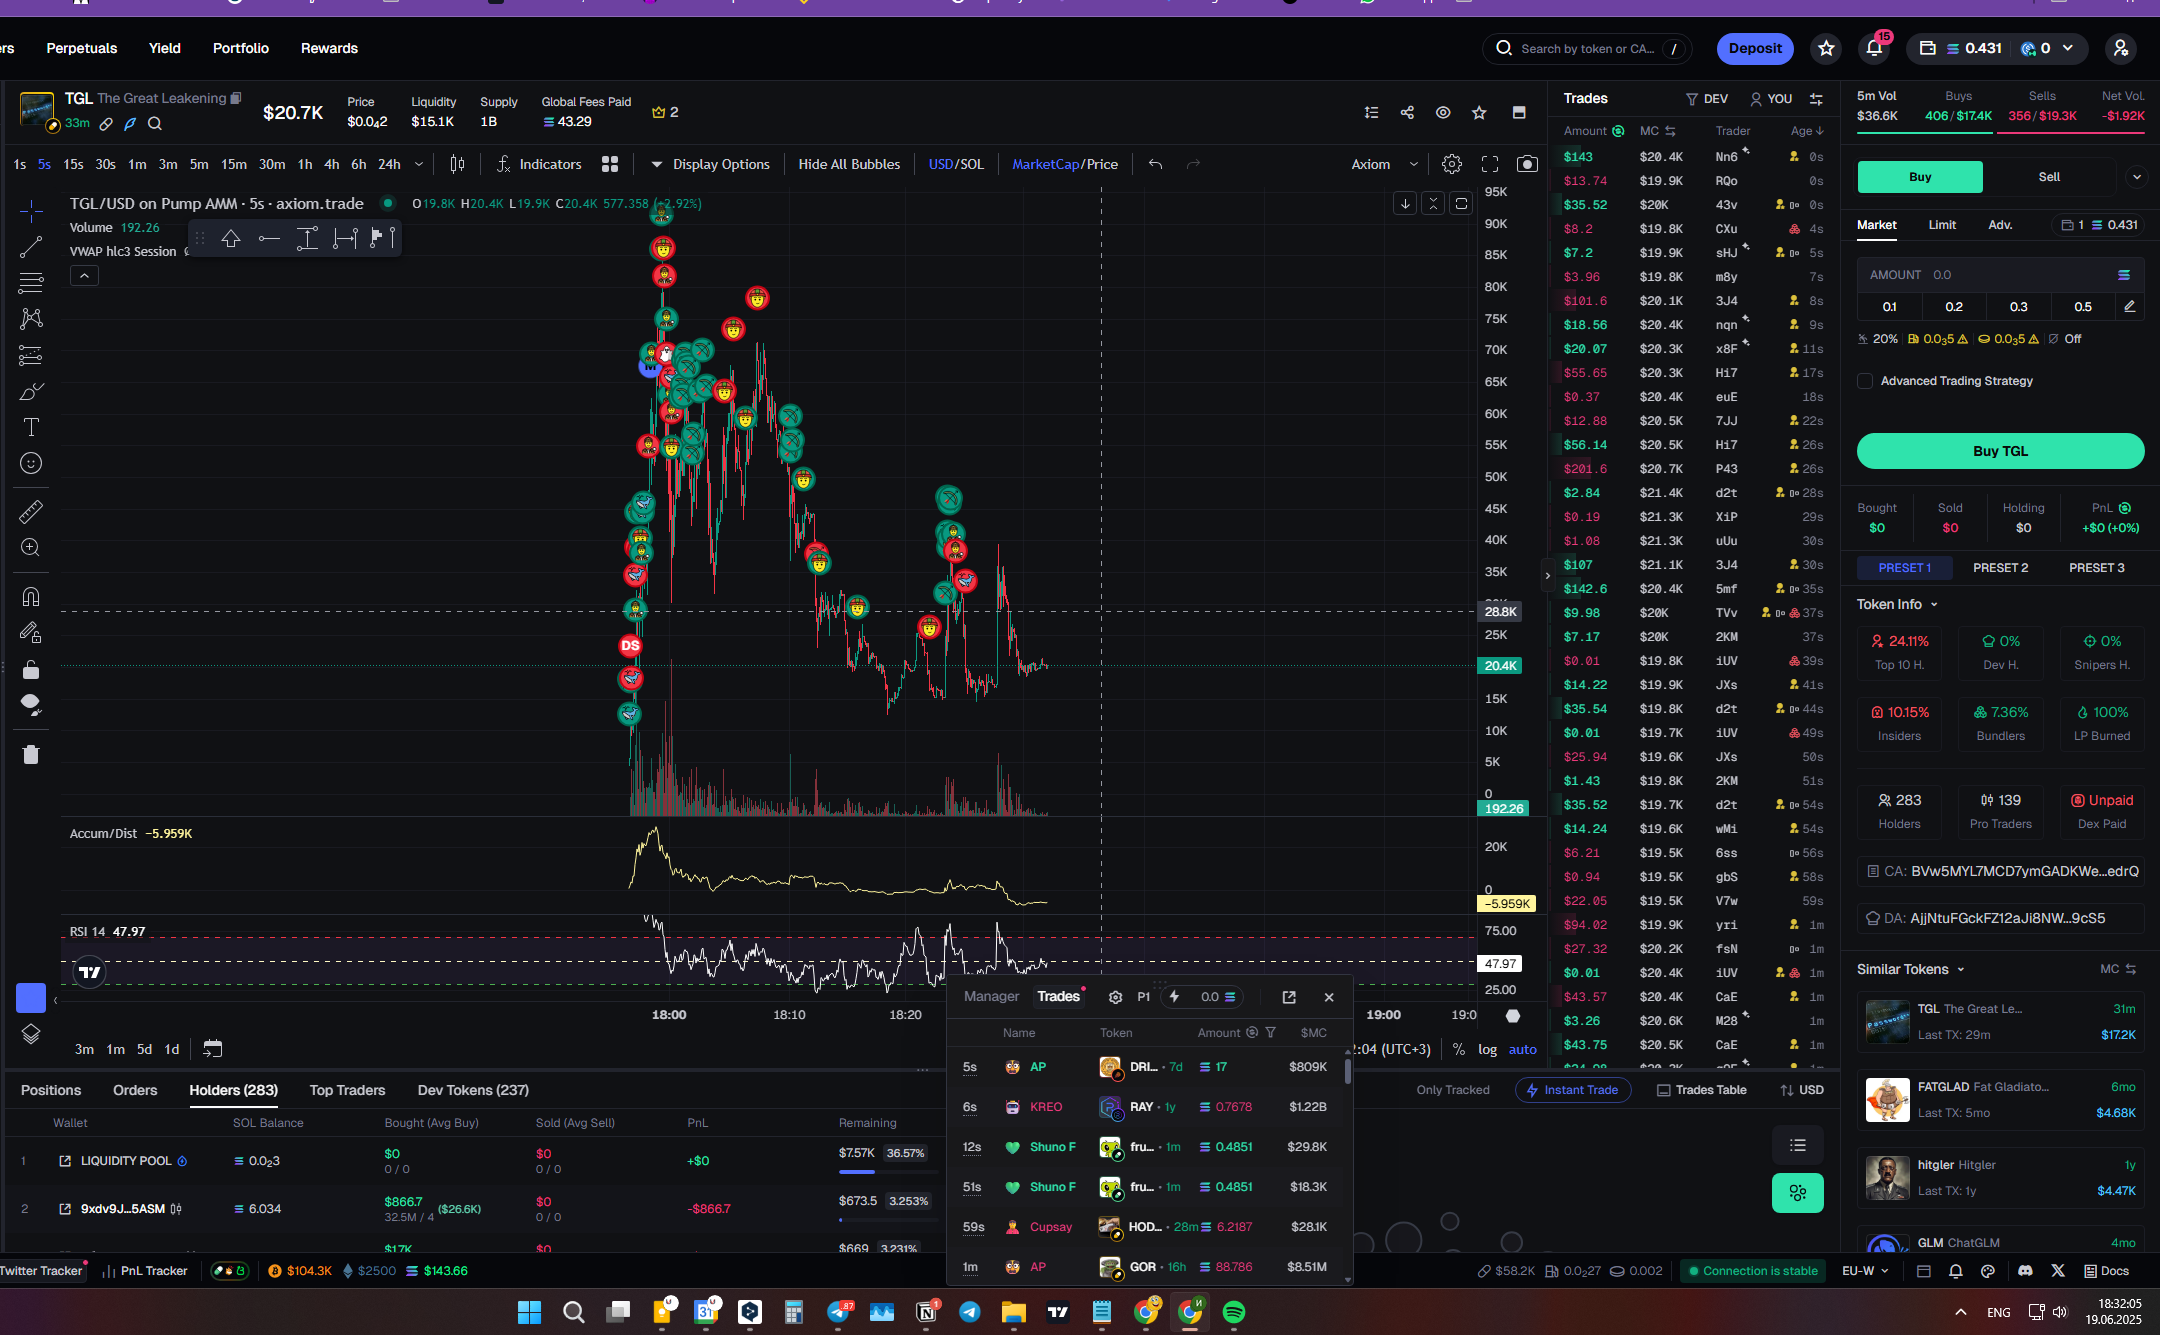 ers Perpetuals Yield Portfolio Rewards Search by token or CA... / Deposit 15 0.431 0
TGL The Great Leakening
33m
$20.7K
Price Liquidity Supply Global Fees Paid
$0.0₄2 $15.1K 1B 43.29 2
1s 5s 15s 30s 1m 3m 5m 15m 30m 1h 4h 6h 24h Indicators Display Options Hide All Bubbles USD/SOL MarketCap/Price Axiom
TGL/USD on Pump AMM · 5s · axiom.trade O19.8K H20.4K L19.9K C20.4K 577.358 (+2.92%)
Volume 192.26
VWAP hlc3 Session
DS
95K
90K
85K
80K
75K
70K
65K
60K
55K
50K
45K
40K
35K
28.8K
25K
20.4K
15K
10K
5K
0
192.26
Accum/Dist −5.959K
20K
0
−5.959K
RSI 14 47.97
75.00
47.97
25.00
18:00 18:10 18:20 19:00 19:0
3m 1m 5d 1d
2:04 (UTC+3) % log auto
Trades DEV YOU
Amount MC Trader Age
$143 $20.4K Nn6 0s
$13.74 $19.9K RQo 0s
$35.52 $20K 43v 0s
$8.2 $19.8K CXu 4s
$7.2 $19.9K sHJ 5s
$3.96 $19.8K m8y 7s
$101.6 $20.1K 3J4 8s
$18.56 $20.4K nqn 9s
$20.07 $20.3K x8F 11s
$55.65 $20.3K Hi7 17s
$0.37 $20.4K euE 18s
$12.88 $20.5K 7JJ 22s
$56.14 $20.5K Hi7 26s
$201.6 $20.7K P43 26s
$2.84 $21.4K d2t 28s
$0.19 $21.3K XiP 29s
$1.08 $21.3K uUu 30s
$107 $21.1K 3J4 30s
$142.6 $20.4K 5mf 35s
$9.98 $20K TVv 37s
$7.17 $20K 2KM 37s
$0.01 $19.8K iUV 39s
$14.22 $19.9K JXs 41s
$35.54 $19.8K d2t 44s
$0.01 $19.7K iUV 49s
$25.94 $19.6K JXs 50s
$1.43 $19.8K 2KM 51s
$35.52 $19.7K d2t 54s
$14.24 $19.6K wMi 54s
$6.21 $19.5K 6ss 56s
$0.94 $19.5K gbS 58s
$22.05 $19.5K V7w 59s
$94.02 $19.9K yri 1m
$27.32 $20.2K fsN 1m
$0.01 $20.4K iUV 1m
$43.57 $20.4K CaE 1m
$3.26 $20.6K M28 1m
$43.75 $20.5K CaE 1m
5m Vol Buys Sells Net Vol.
$36.6K 406 / $17.4K 356 / $19.3K -$1.92K
Buy Sell
Market Limit Adv. 1 0.431
AMOUNT 0.0
0.1 0.2 0.3 0.5
20% 0.0₃5 0.0₃5 Off
Advanced Trading Strategy
Buy TGL
Bought Sold Holding PnL
$0 $0 $0 +$0 (+0%)
PRESET 1 PRESET 2 PRESET 3
Token Info
24.11% 0% 0%
Top 10 H. Dev H. Snipers H.
10.15% 7.36% 100%
Insiders Bundlers LP Burned
283 139 Unpaid
Holders Pro Traders Dex Paid
CA: BVw5MYL7MCD7ymGADKWe...edrQ
DA: AjjNtuFGckFZ12aJi8NW...9cS5
Similar Tokens MC
TGL The Great Le... 31m
Last TX: 29m $17.2K
FATGLAD Fat Gladiato... 6mo
Last TX: 5mo $4.68K
hitgler Hitgler 1y
Last TX: 1y $4.47K
GLM ChatGLM 4mo
Positions Orders Holders (283) Top Traders Dev Tokens (237)
Only Tracked Instant Trade Trades Table USD
Wallet SOL Balance Bought (Avg Buy) Sold (Avg Sell) PnL Remaining
1 LIQUIDITY POOL 0.0₂3 $0 $0 +$0 $7.57K 36.57%
0 / 0 0 / 0
2 9xdv9J...5ASM 6.034 $866.7 ($26.6K) $0 -$866.7 $673.5 3.253%
32.5M / 4 0 / 0
$17K $0 $669 3.231%
Manager Trades P1 0.0
Name Token Amount $MC
5s AP DRI... · 7d 17 $809K
6s KREO RAY · 1y 0.7678 $1.22B
12s Shuno F fru... · 1m 0.4851 $29.8K
51s Shuno F fru... · 1m 0.4851 $18.3K
59s Cupsay HOD... · 28m 6.2187 $28.1K
1m AP GOR · 16h 88.786 $8.51M
Twitter Tracker PnL Tracker $104.3K $2500 $143.66
$58.2K 0.0₂27 0.002 Connection is stable EU-W Docs
87 31 1 ENG
18:32:05
19.06.2025